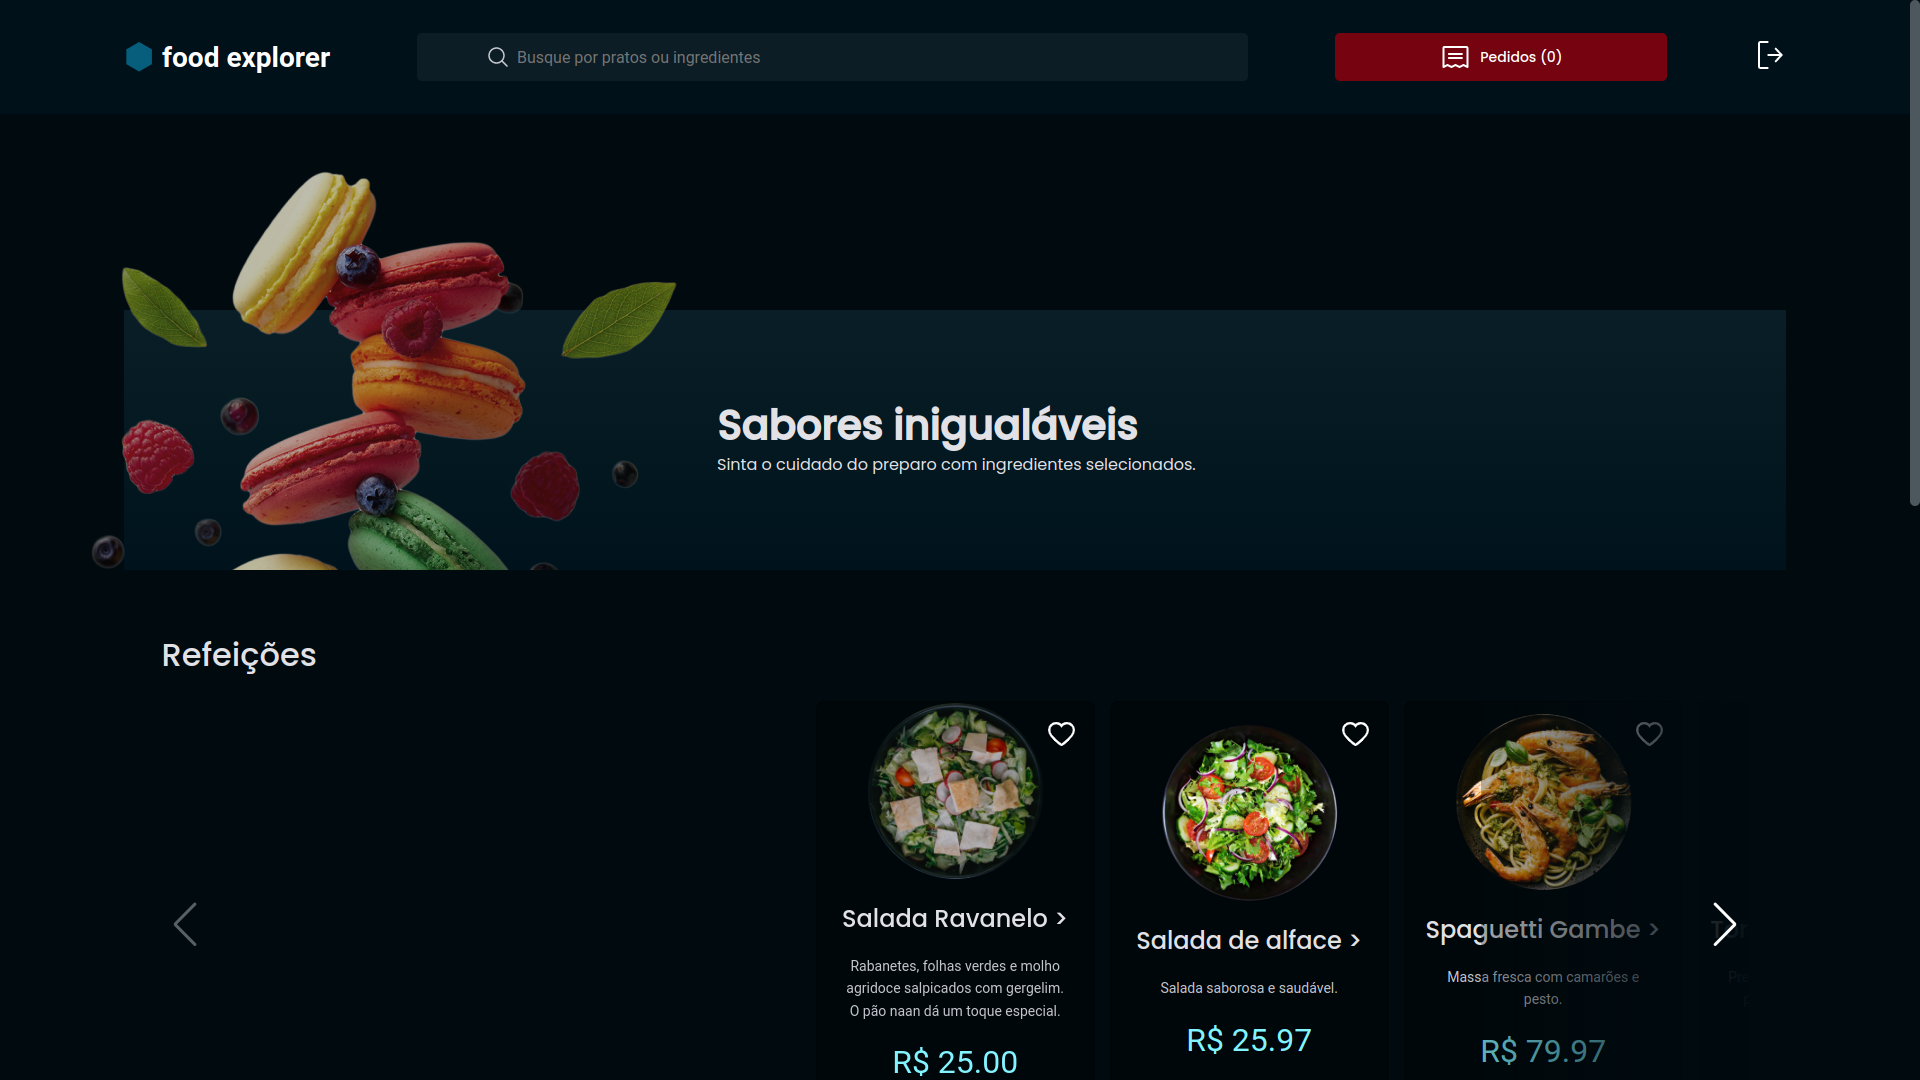 food explorer
Busque por pratos ou ingredientes
Pedidos (0)
Sabores inigualáveis
Sinta o cuidado do preparo com ingredientes selecionados.
Refeições
Salada Ravanelo >
Rabanetes, folhas verdes e molho
agridoce salpicados com gergelim.
O pão naan dá um toque especial.
R$ 25.00
Salada de alface >
Salada saborosa e saudável.
R$ 25.97
Spaguetti Gambe >
Massa fresca com camarões e
pesto.
R$ 79.97